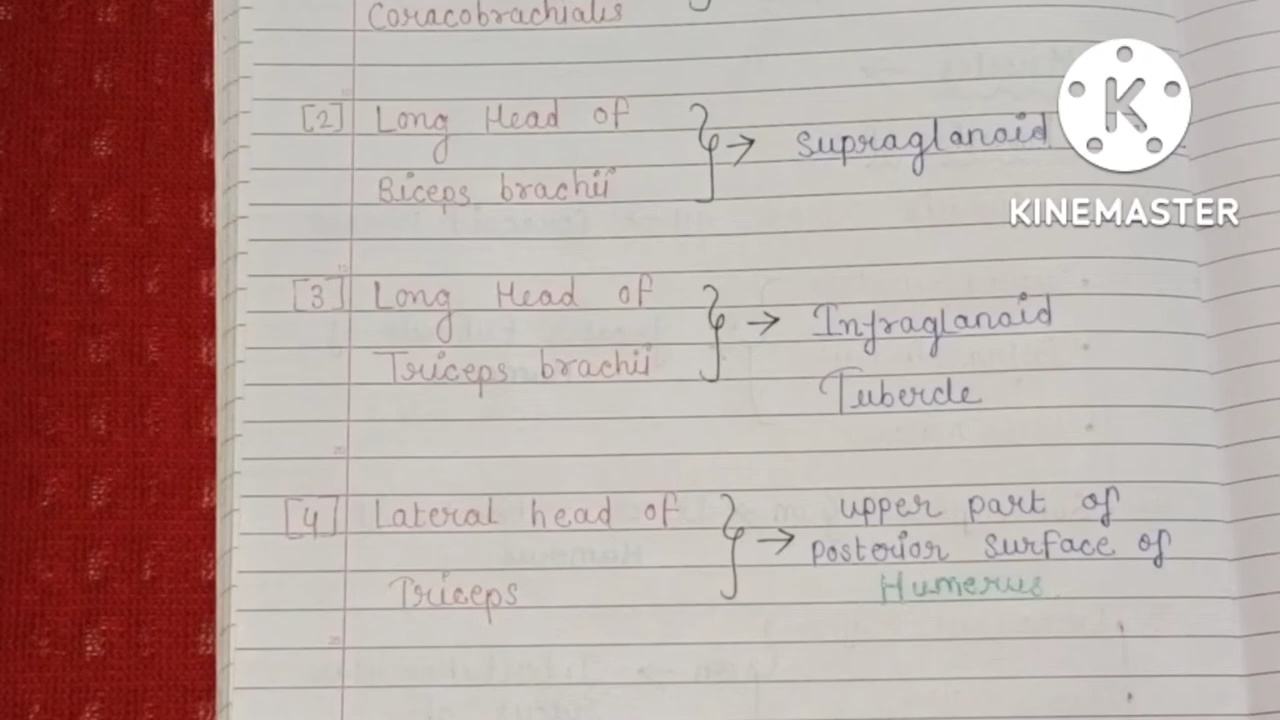 Coracobrachialis
[2] Long Head of
Biceps brachii
} → Supraglanoid
K
KINEMASTER
[3] Long Head of
Triceps brachii
} → Infraglanoid
Tubercle
[4] Lateral head of
Triceps
} → upper part of
posterior surface of
Humerus